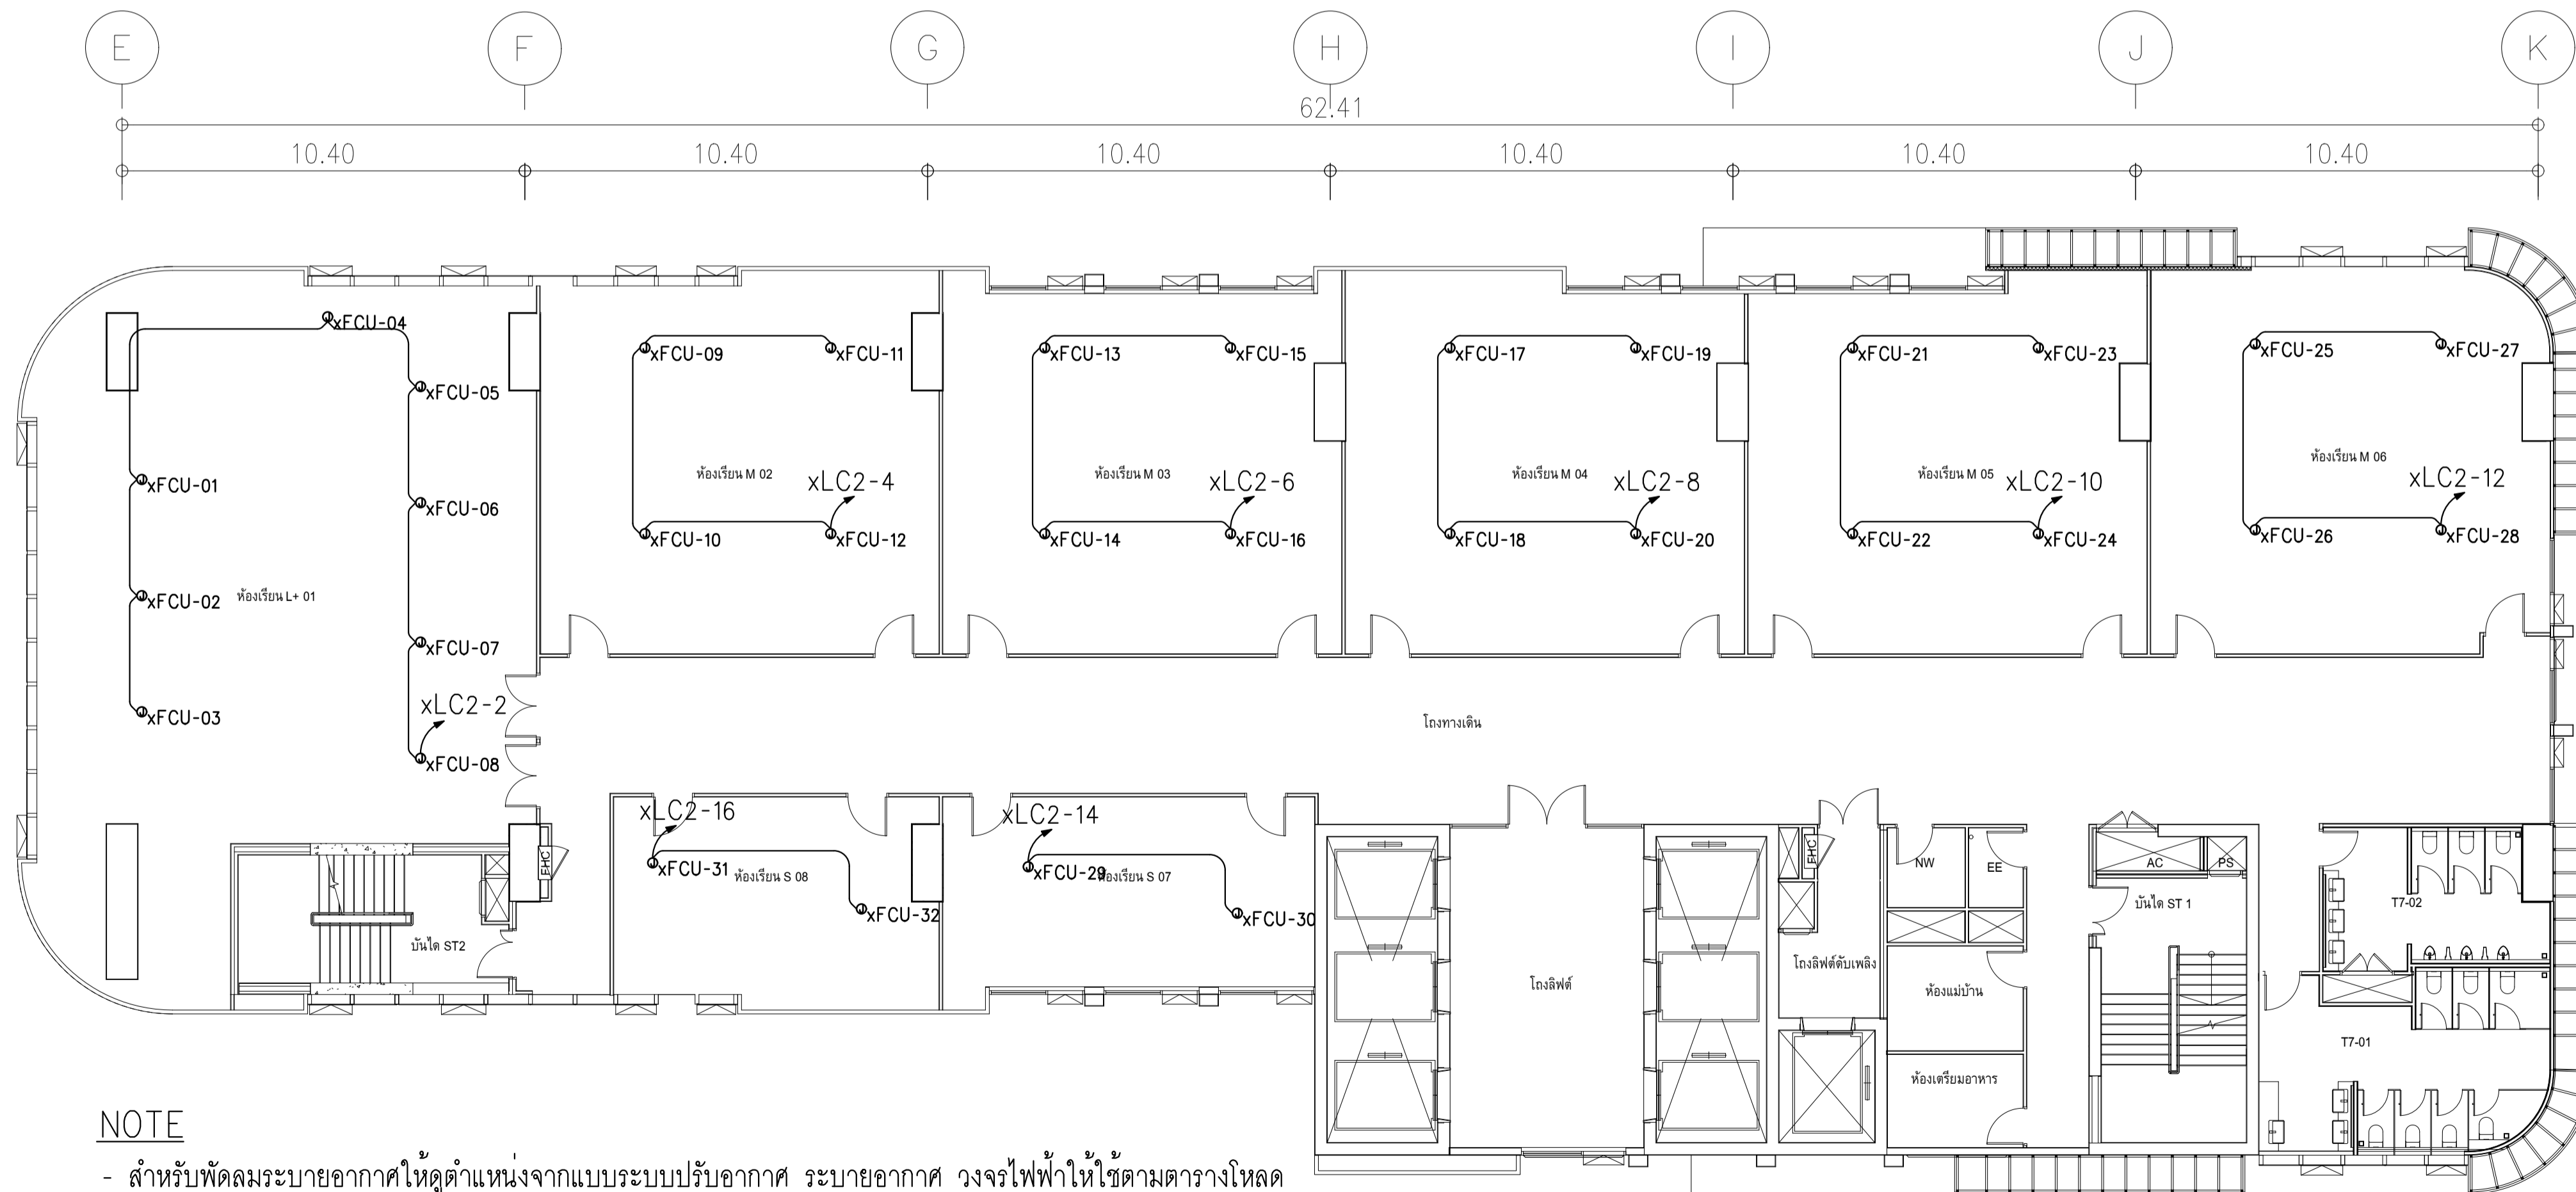 E F G H I J K
62.41
10.40 10.40 10.40 10.40 10.40 10.40
xFCU-04
xFCU-09 xFCU-11 xFCU-13 xFCU-15 xFCU-17 xFCU-19 xFCU-21 xFCU-23 xFCU-25 xFCU-27
xFCU-05
ห้องเรียน M 06
ห้องเรียน M 02 ห้องเรียน M 03 ห้องเรียน M 04 ห้องเรียน M 05
xLC2-4 xLC2-6 xLC2-8 xLC2-10 xLC2-12
xFCU-01
xFCU-06
xFCU-10 xFCU-12 xFCU-14 xFCU-16 xFCU-18 xFCU-20 xFCU-22 xFCU-24 xFCU-26 xFCU-28
xFCU-02 ห้องเรียน L+ 01
xFCU-07
xLC2-2
xFCU-03
โถงทางเดิน
xFCU-08
xLC2-16 xLC2-14
FHC FHC NW EE AC PS
xFCU-31 ห้องเรียน S 08 xFCU-29 ห้องเรียน S 07
บันได ST 1 T7-02
xFCU-32 xFCU-30
บันได ST2
โถงลิฟต์ดับเพลิง
โถงลิฟต์ ห้องแม่บ้าน
T7-01
ห้องเตรียมอาหาร
NOTE
- สำหรับพัดลมระบายอากาศให้ดูตำแหน่งจากแบบระบบปรับอากาศ ระบายอากาศ วงจรไฟฟ้าให้ใช้ตามตารางโหลด